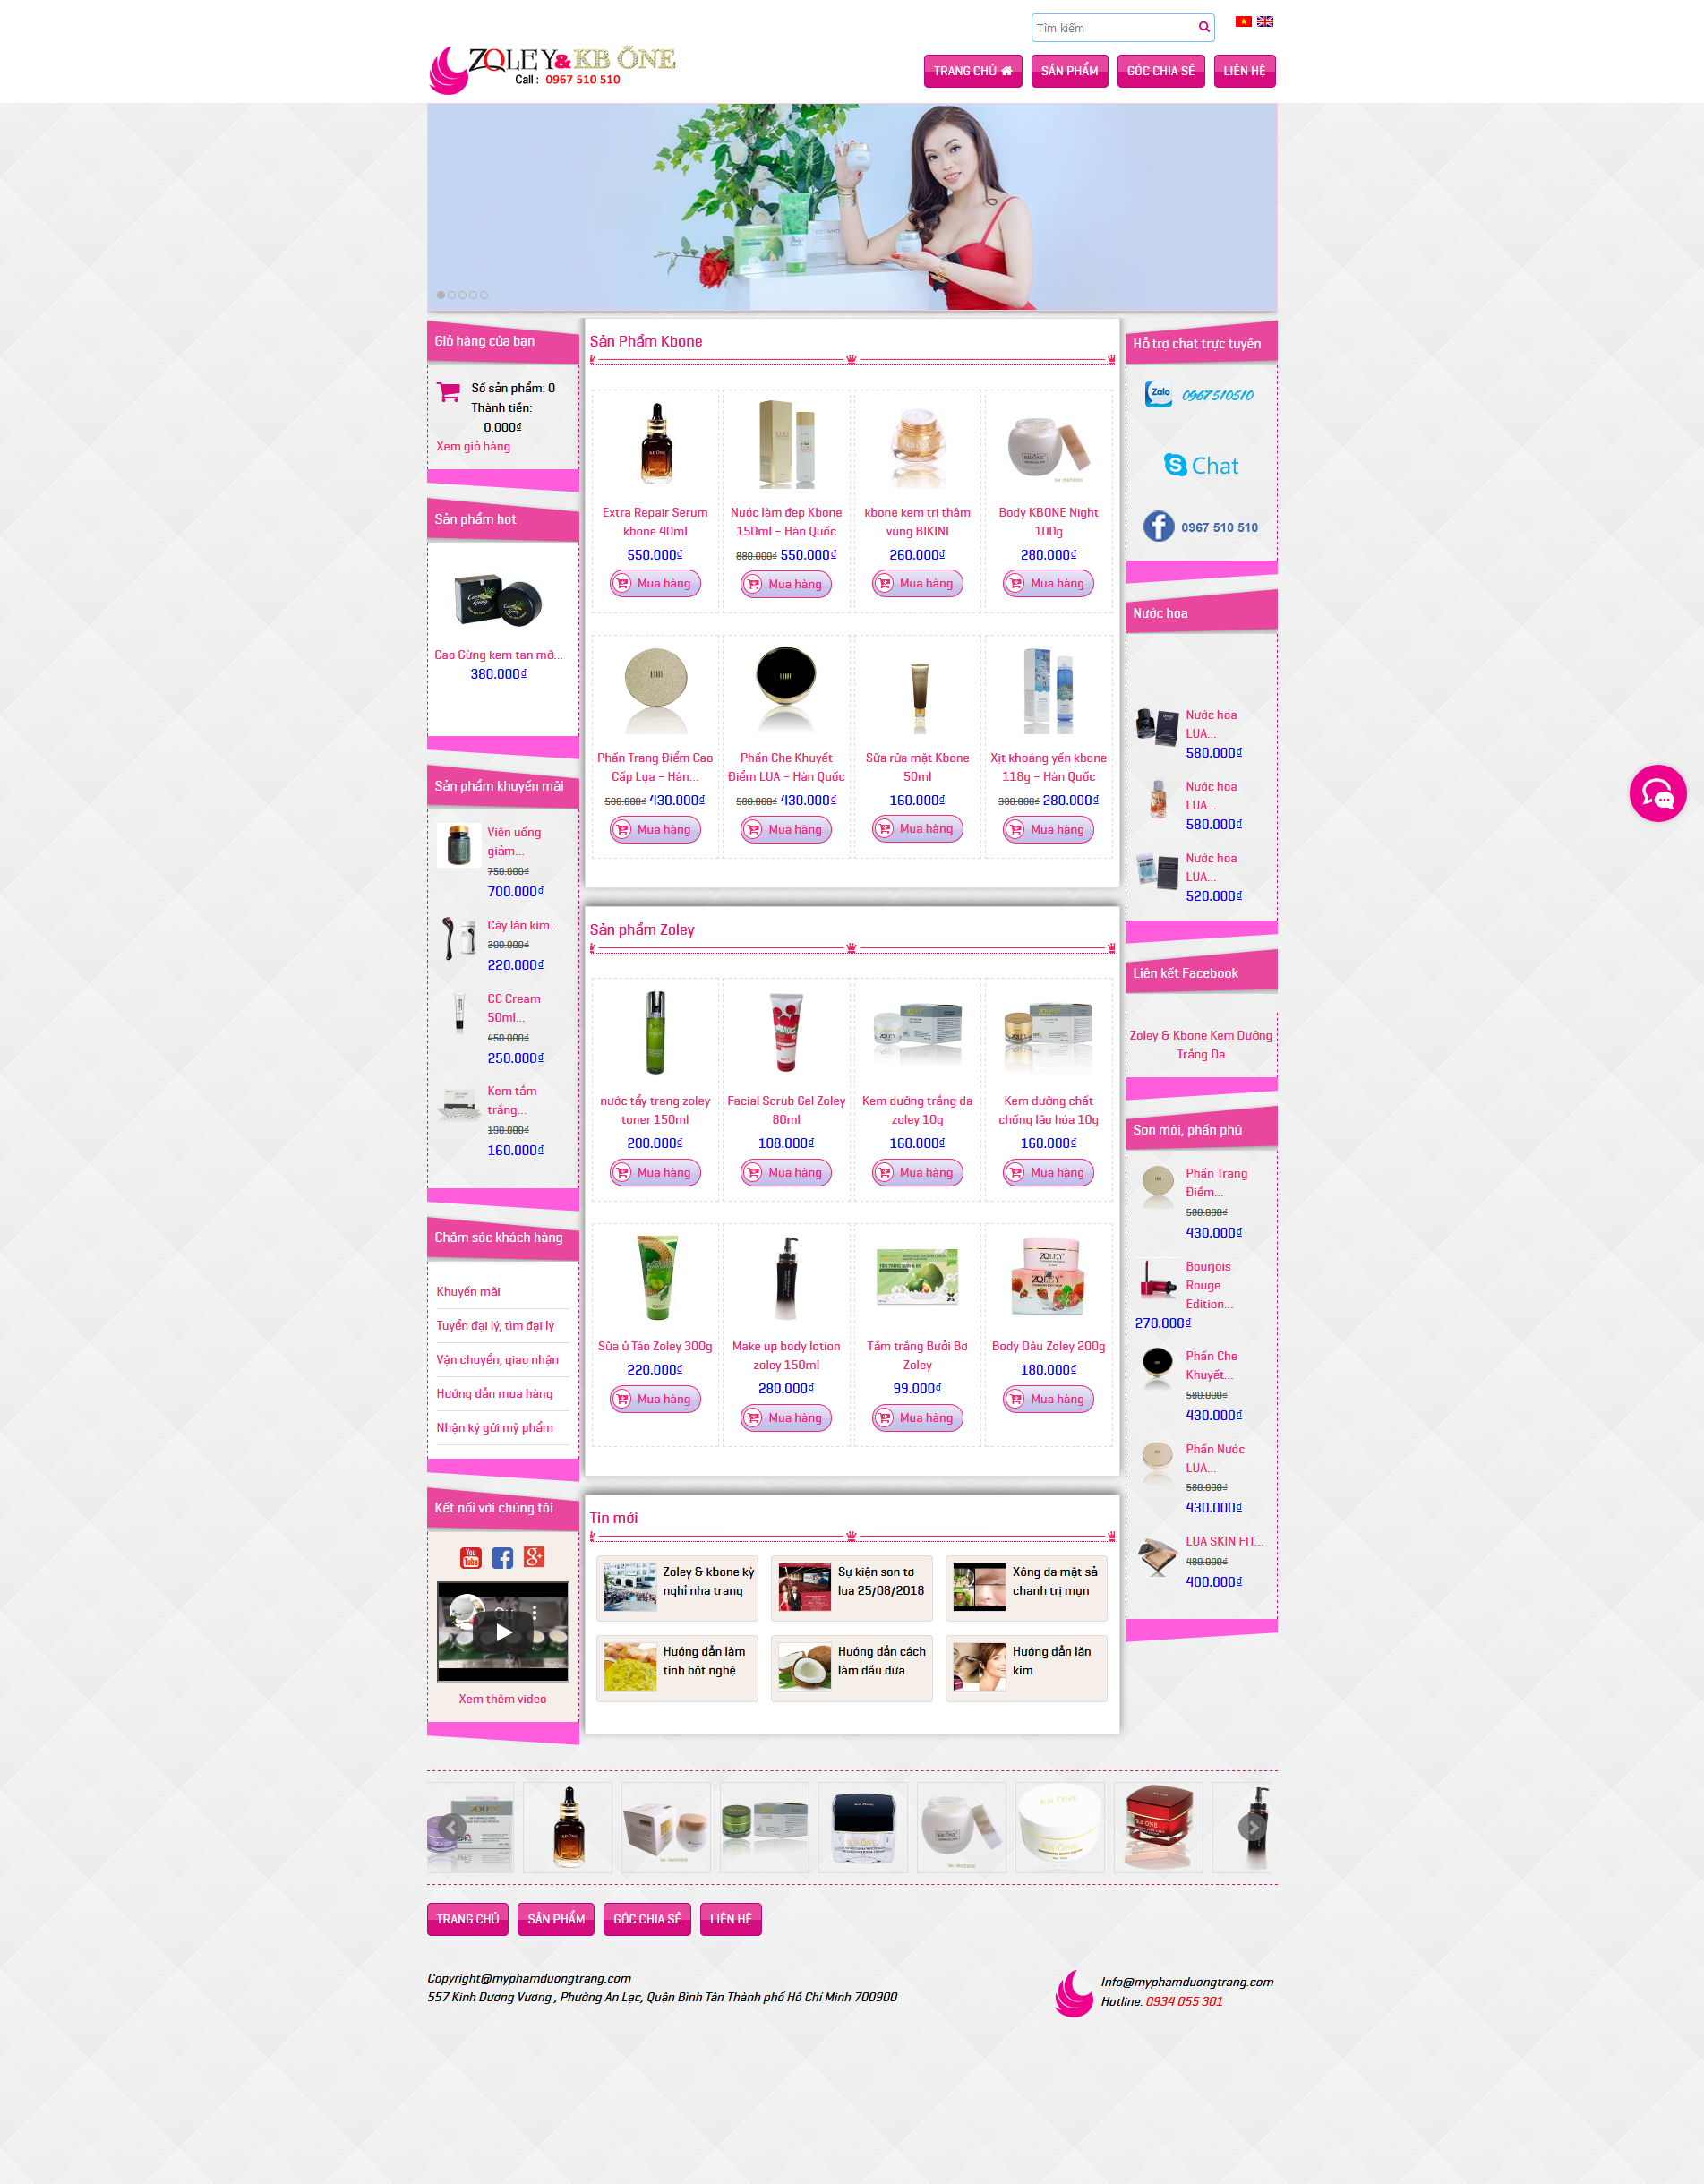 Tìm kiếm
ZOLEY & KB ÔNE
Call : 0967 510 510
TRANG CHỦ
SẢN PHẨM
GÓC CHIA SẺ
LIÊN HỆ
Giỏ hàng của bạn
Số sản phẩm: 0
Thành tiền:
0.000₫
Xem giỏ hàng
Sản phẩm hot
Cao Gừng kem tan mỡ...
380.000₫
Sản phẩm khuyến mãi
Viên uống
giảm...
750.000₫
700.000₫
Cây lăn kim...
300.000₫
220.000₫
CC Cream
50ml...
450.000₫
250.000₫
Kem tắm
trắng...
190.000₫
160.000₫
Chăm sóc khách hàng
Khuyến mãi
Tuyển đại lý, tìm đại lý
Vận chuyển, giao nhận
Hướng dẫn mua hàng
Nhận ký gửi mỹ phẩm
Kết nối với chúng tôi
You
Tube
Xem thêm video
Sản Phẩm Kbone
Extra Repair Serum
kbone 40ml
550.000₫
Mua hàng
Nước làm đẹp Kbone
150ml – Hàn Quốc
880.000₫ 550.000₫
Mua hàng
kbone kem trị thâm
vùng BIKINI
260.000₫
Mua hàng
Body KBONE Night
100g
280.000₫
Mua hàng
Phấn Trang Điểm Cao
Cấp Lụa – Hàn...
580.000₫ 430.000₫
Mua hàng
Phấn Che Khuyết
Điểm LUA – Hàn Quốc
580.000₫ 430.000₫
Mua hàng
Sữa rửa mặt Kbone
50ml
160.000₫
Mua hàng
Xịt khoáng yến kbone
118g – Hàn Quốc
380.000₫ 280.000₫
Mua hàng
Sản phẩm Zoley
nước tẩy trang zoley
toner 150ml
200.000₫
Mua hàng
Facial Scrub Gel Zoley
80ml
108.000₫
Mua hàng
Kem dưỡng trắng da
zoley 10g
160.000₫
Mua hàng
Kem dưỡng chất
chống lão hóa 10g
160.000₫
Mua hàng
Sữa ủ Táo Zoley 300g
220.000₫
Mua hàng
Make up body lotion
zoley 150ml
280.000₫
Mua hàng
Tắm trắng Bưởi Bơ
Zoley
99.000₫
Mua hàng
Body Dâu Zoley 200g
180.000₫
Mua hàng
Tin mới
Zoley & kbone kỳ
nghỉ nha trang
Sự kiện son tơ
lụa 25/08/2018
Xông da mặt sả
chanh trị mụn
Hướng dẫn làm
tinh bột nghệ
Hướng dẫn cách
làm dầu dừa
Hướng dẫn lăn
kim
Hỗ trợ chat trực tuyến
Zalo
0967510510
Chat
0967 510 510
Nước hoa
Nước hoa
LUA...
580.000₫
Nước hoa
LUA...
580.000₫
Nước hoa
LUA...
520.000₫
Liên kết Facebook
Zoley & Kbone Kem Dưỡng
Trắng Da
Son môi, phấn phủ
Phấn Trang
Điểm...
580.000₫
430.000₫
Bourjois
Rouge
Edition...
270.000₫
Phấn Che
Khuyết...
580.000₫
430.000₫
Phấn Nước
LUA...
580.000₫
430.000₫
LUA SKIN FIT...
480.000₫
400.000₫
TRANG CHỦ
SẢN PHẨM
GÓC CHIA SẺ
LIÊN HỆ
Copyright@myphamduongtrang.com
557 Kinh Dương Vương , Phường An Lạc, Quận Bình Tân Thành phố Hồ Chí Minh 700900
Info@myphamduongtrang.com
Hotline: 0934 055 301